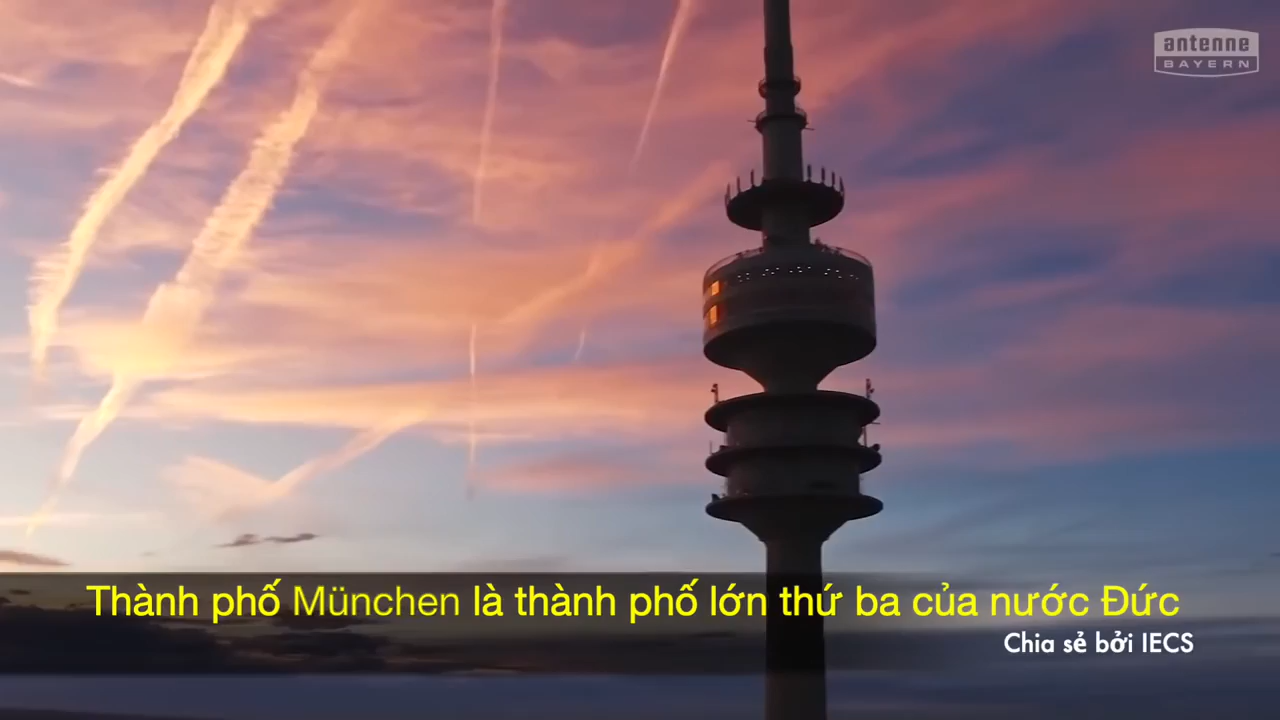 antenne
BAYERN
Thành phố München là thành phố lớn thứ ba của nước Đức
Chia sẻ bởi IECS